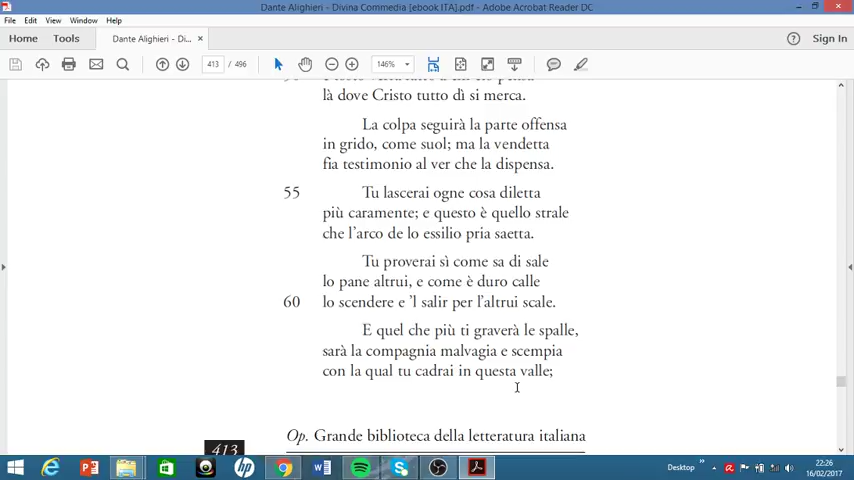 Dante Alighieri - Divina Commedia [ebook ITA].pdf - Adobe Acrobat Reader DC
File Edit View Window Help
Home Tools Dante Alighieri - Di... × Sign In
413 / 496 146%
là dove Cristo tutto dì si merca.
La colpa seguirà la parte offensa
in grido, come suol; ma la vendetta
fia testimonio al ver che la dispensa.
55 Tu lascerai ogne cosa diletta
più caramente; e questo è quello strale
che l'arco de lo essilio pria saetta.
Tu proverai sì come sa di sale
lo pane altrui, e come è duro calle
60 lo scendere e 'l salir per l'altrui scale.
E quel che più ti graverà le spalle,
sarà la compagnia malvagia e scempia
con la qual tu cadrai in questa valle;
Op. Grande biblioteca della letteratura italiana
413
Desktop 22:26
16/02/2017